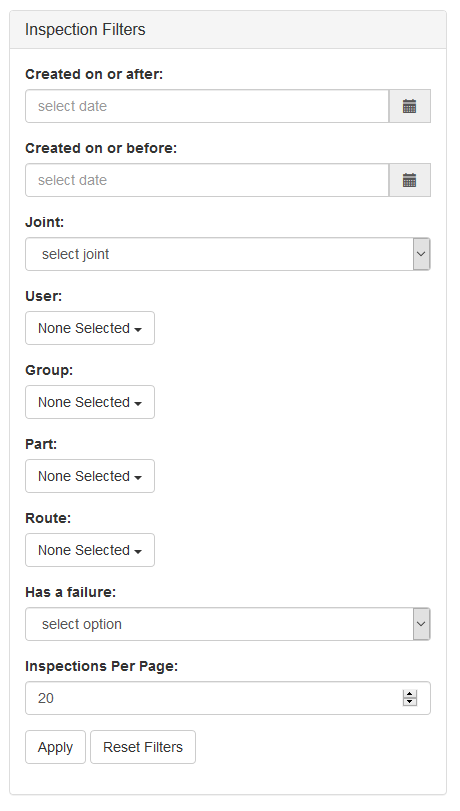 Inspection Filters
Created on or after:
select date
Created on or before:
select date
Joint:
select joint
User:
None Selected
Group:
None Selected
Part:
None Selected
Route:
None Selected
Has a failure:
select option
Inspections Per Page:
20
Apply Reset Filters